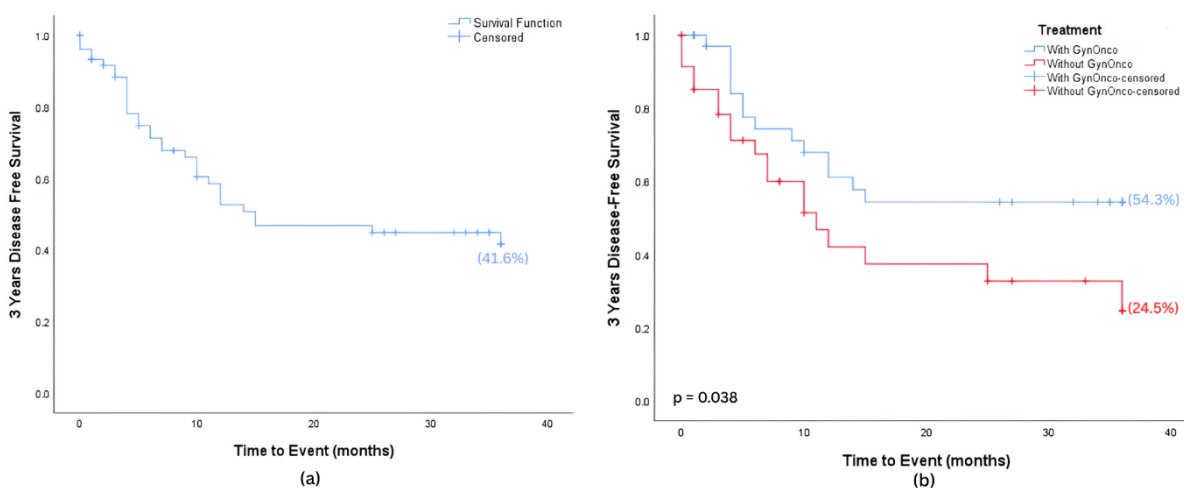 Survival Function
Censored
1.0
0.8
0.6
0.4
0.2
0.0
3 Years Disease Free Survival
(41.6%)
0
10
20
30
40
Time to Event (months)
(a)
Treatment
With GynOnco
Without GynOnco
With GynOnco-censored
Without GynOnco-censored
1.0
0.8
0.6
0.4
0.2
0.0
3 Years Disease-Free Survival
(54.3%)
(24.5%)
p = 0.038
0
10
20
30
40
Time to Event (months)
(b)